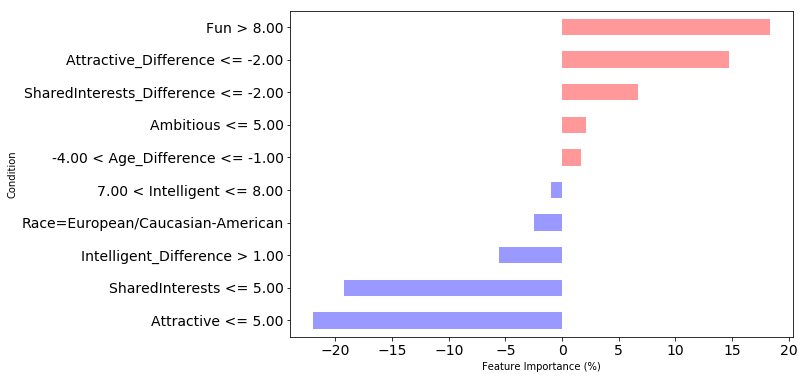 Fun > 8.00
Attractive_Difference <= -2.00
SharedInterests_Difference <= -2.00
Ambitious <= 5.00
-4.00 < Age_Difference <= -1.00
7.00 < Intelligent <= 8.00
Race=European/Caucasian-American
Intelligent_Difference > 1.00
SharedInterests <= 5.00
Attractive <= 5.00
Condition
−20 −15 −10 −5 0 5 10 15 20
Feature Importance (%)